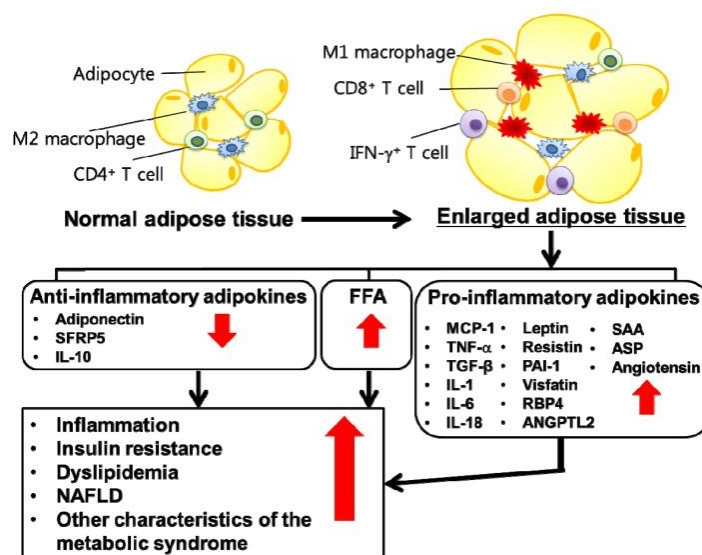 Adipocyte
M2 macrophage
CD4⁺ T cell
M1 macrophage
CD8⁺ T cell
IFN-γ⁺ T cell
Normal adipose tissue
Enlarged adipose tissue
Anti-inflammatory adipokines
• Adiponectin
• SFRP5
• IL-10
FFA
Pro-inflammatory adipokines
• MCP-1
• TNF-α
• TGF-β
• IL-1
• IL-6
• IL-18
• Leptin
• Resistin
• PAI-1
• Visfatin
• RBP4
• ANGPTL2
• SAA
• ASP
• Angiotensin
• Inflammation
• Insulin resistance
• Dyslipidemia
• NAFLD
• Other characteristics of the
metabolic syndrome